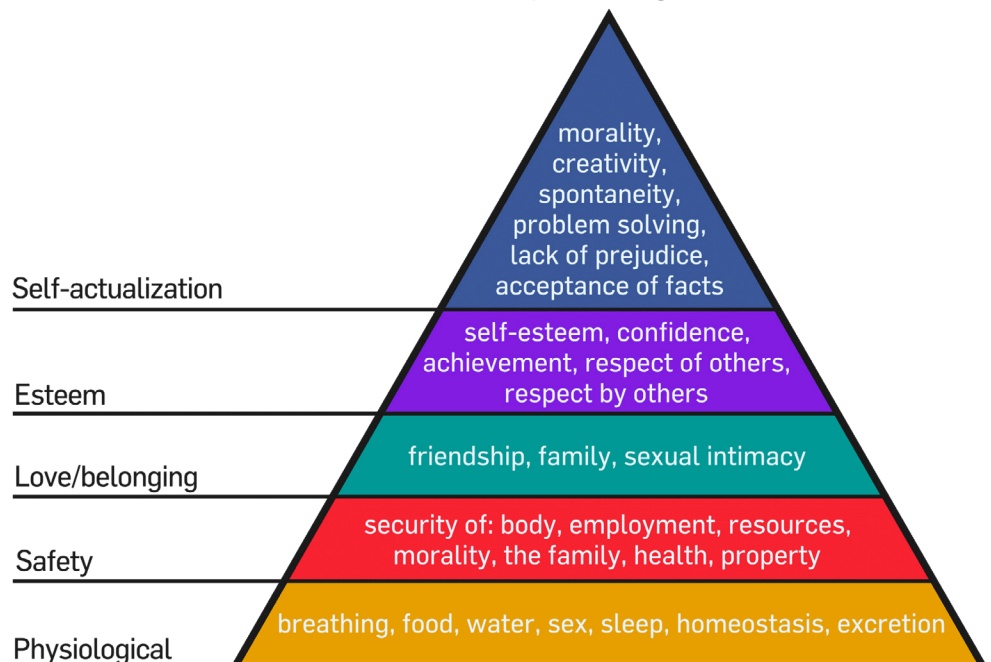 morality,
creativity,
spontaneity,
problem solving,
lack of prejudice,
acceptance of facts
Self-actualization
self-esteem, confidence,
achievement, respect of others,
respect by others
Esteem
friendship, family, sexual intimacy
Love/belonging
security of: body, employment, resources,
morality, the family, health, property
Safety
breathing, food, water, sex, sleep, homeostasis, excretion
Physiological